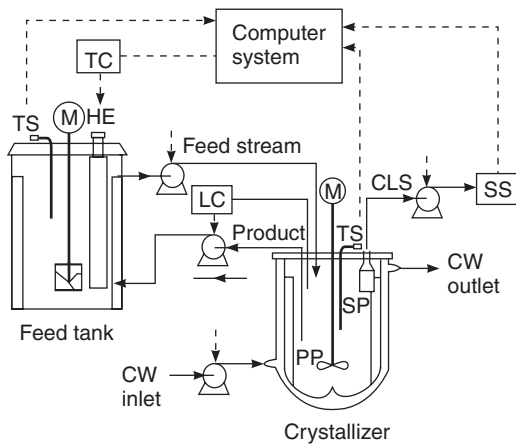 Computer
system
TC
TS
M
HE
Feed stream
LC
M
CLS
SS
TS
Product
CW
outlet
SP
PP
Feed tank
CW
inlet
Crystallizer